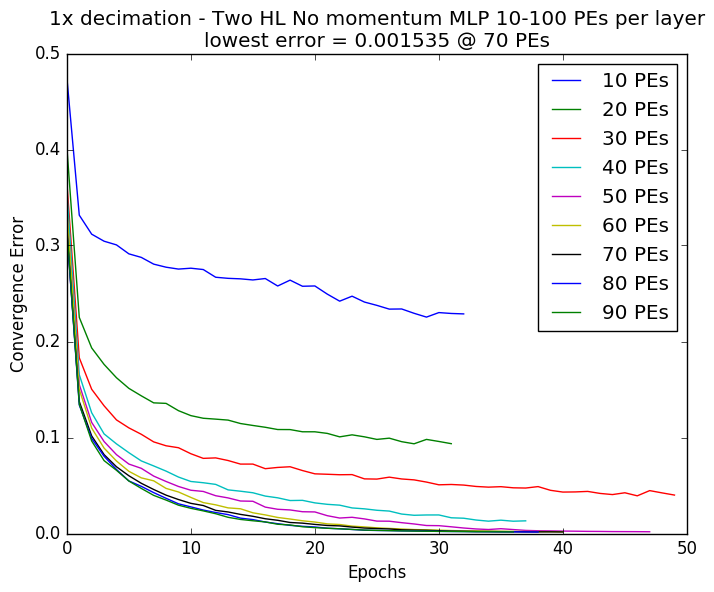 1x decimation - Two HL No momentum MLP 10-100 PEs per layer
lowest error = 0.001535 @ 70 PEs
0.5
0.4
0.3
0.2
0.1
0.0
Convergence Error
0
10
20
30
40
50
Epochs
10 PEs
20 PEs
30 PEs
40 PEs
50 PEs
60 PEs
70 PEs
80 PEs
90 PEs